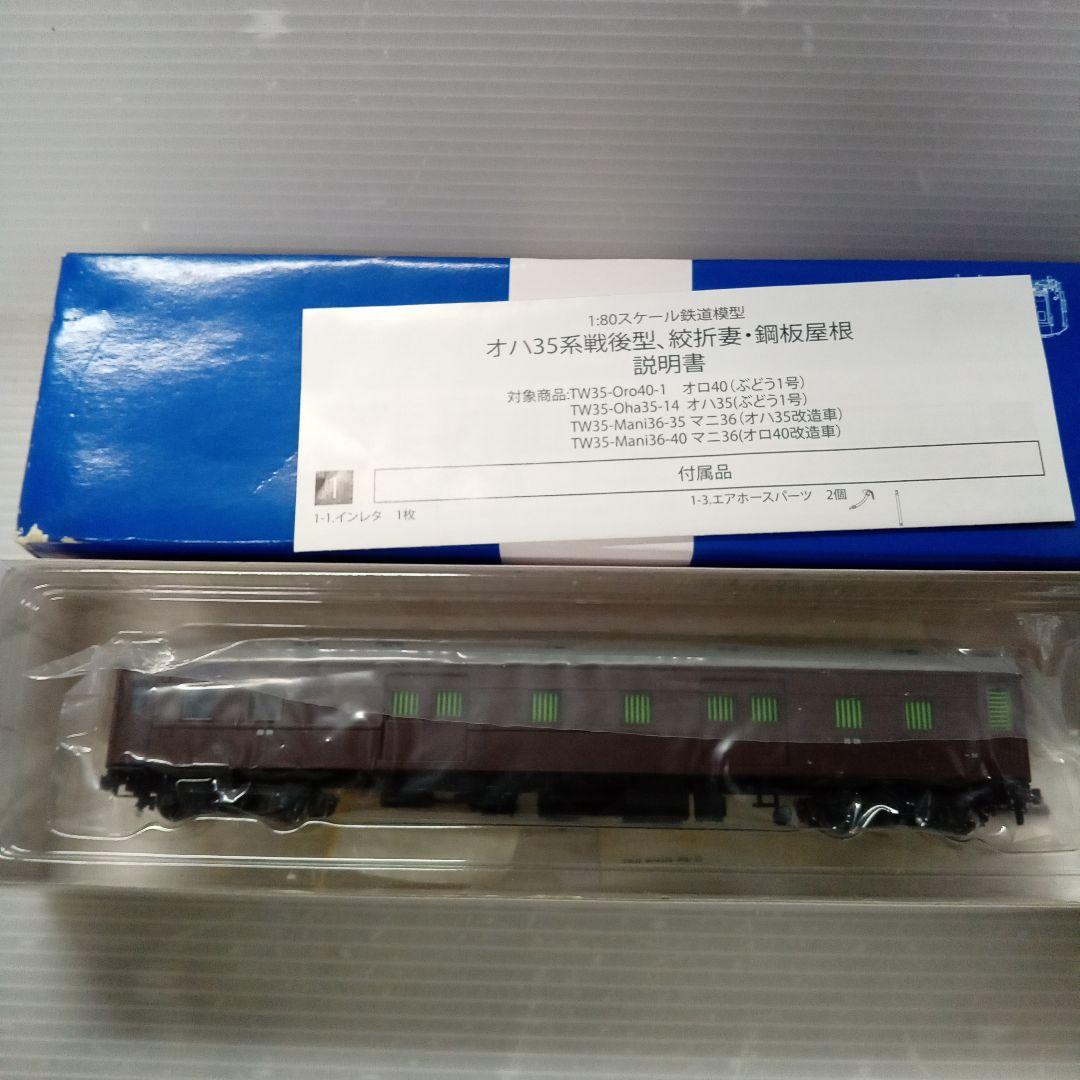 1:80スケール鉄道模型
オハ35系戦後型、絞折妻・鋼板屋根
説明書
対象商品:TW35-Oro40-1 オロ40(ぶどう1号)
TW35-Oha35-14 オハ35(ぶどう1号)
TW35-Mani36-35 マニ36(オハ35改造車)
TW35-Mani36-40 マニ36(オロ40改造車)
1
付属品
1-1.インレタ 1枚
1-3.エアホースパーツ 2個